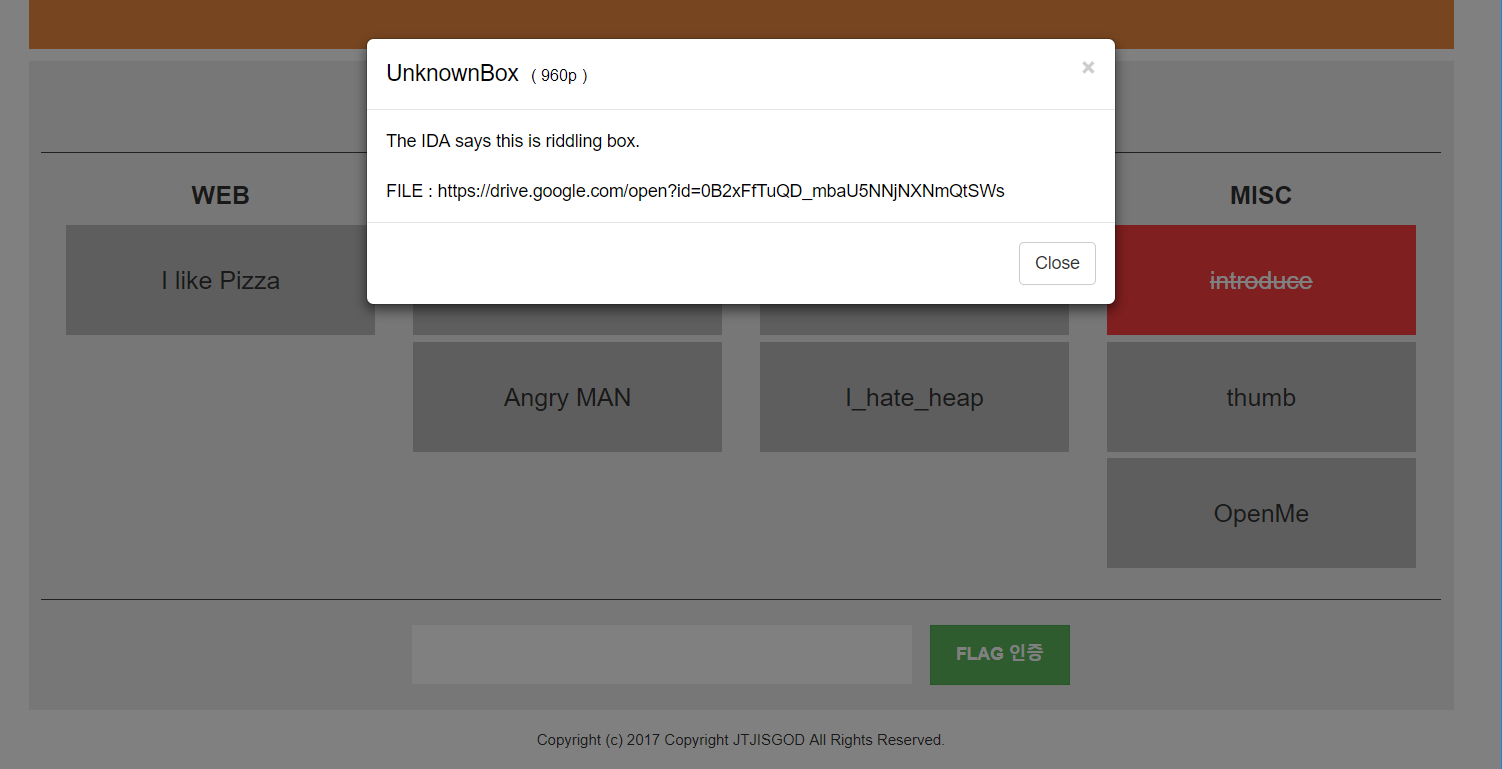 UnknownBox ( 960p )
×
The IDA says this is riddling box.
FILE : https://drive.google.com/open?id=0B2xFfTuQD_mbaU5NNjNXNmQtSWs
Close
WEB
MISC
I like Pizza
introduce
Angry MAN
I_hate_heap
thumb
OpenMe
FLAG 인증
Copyright (c) 2017 Copyright JTJISGOD All Rights Reserved.